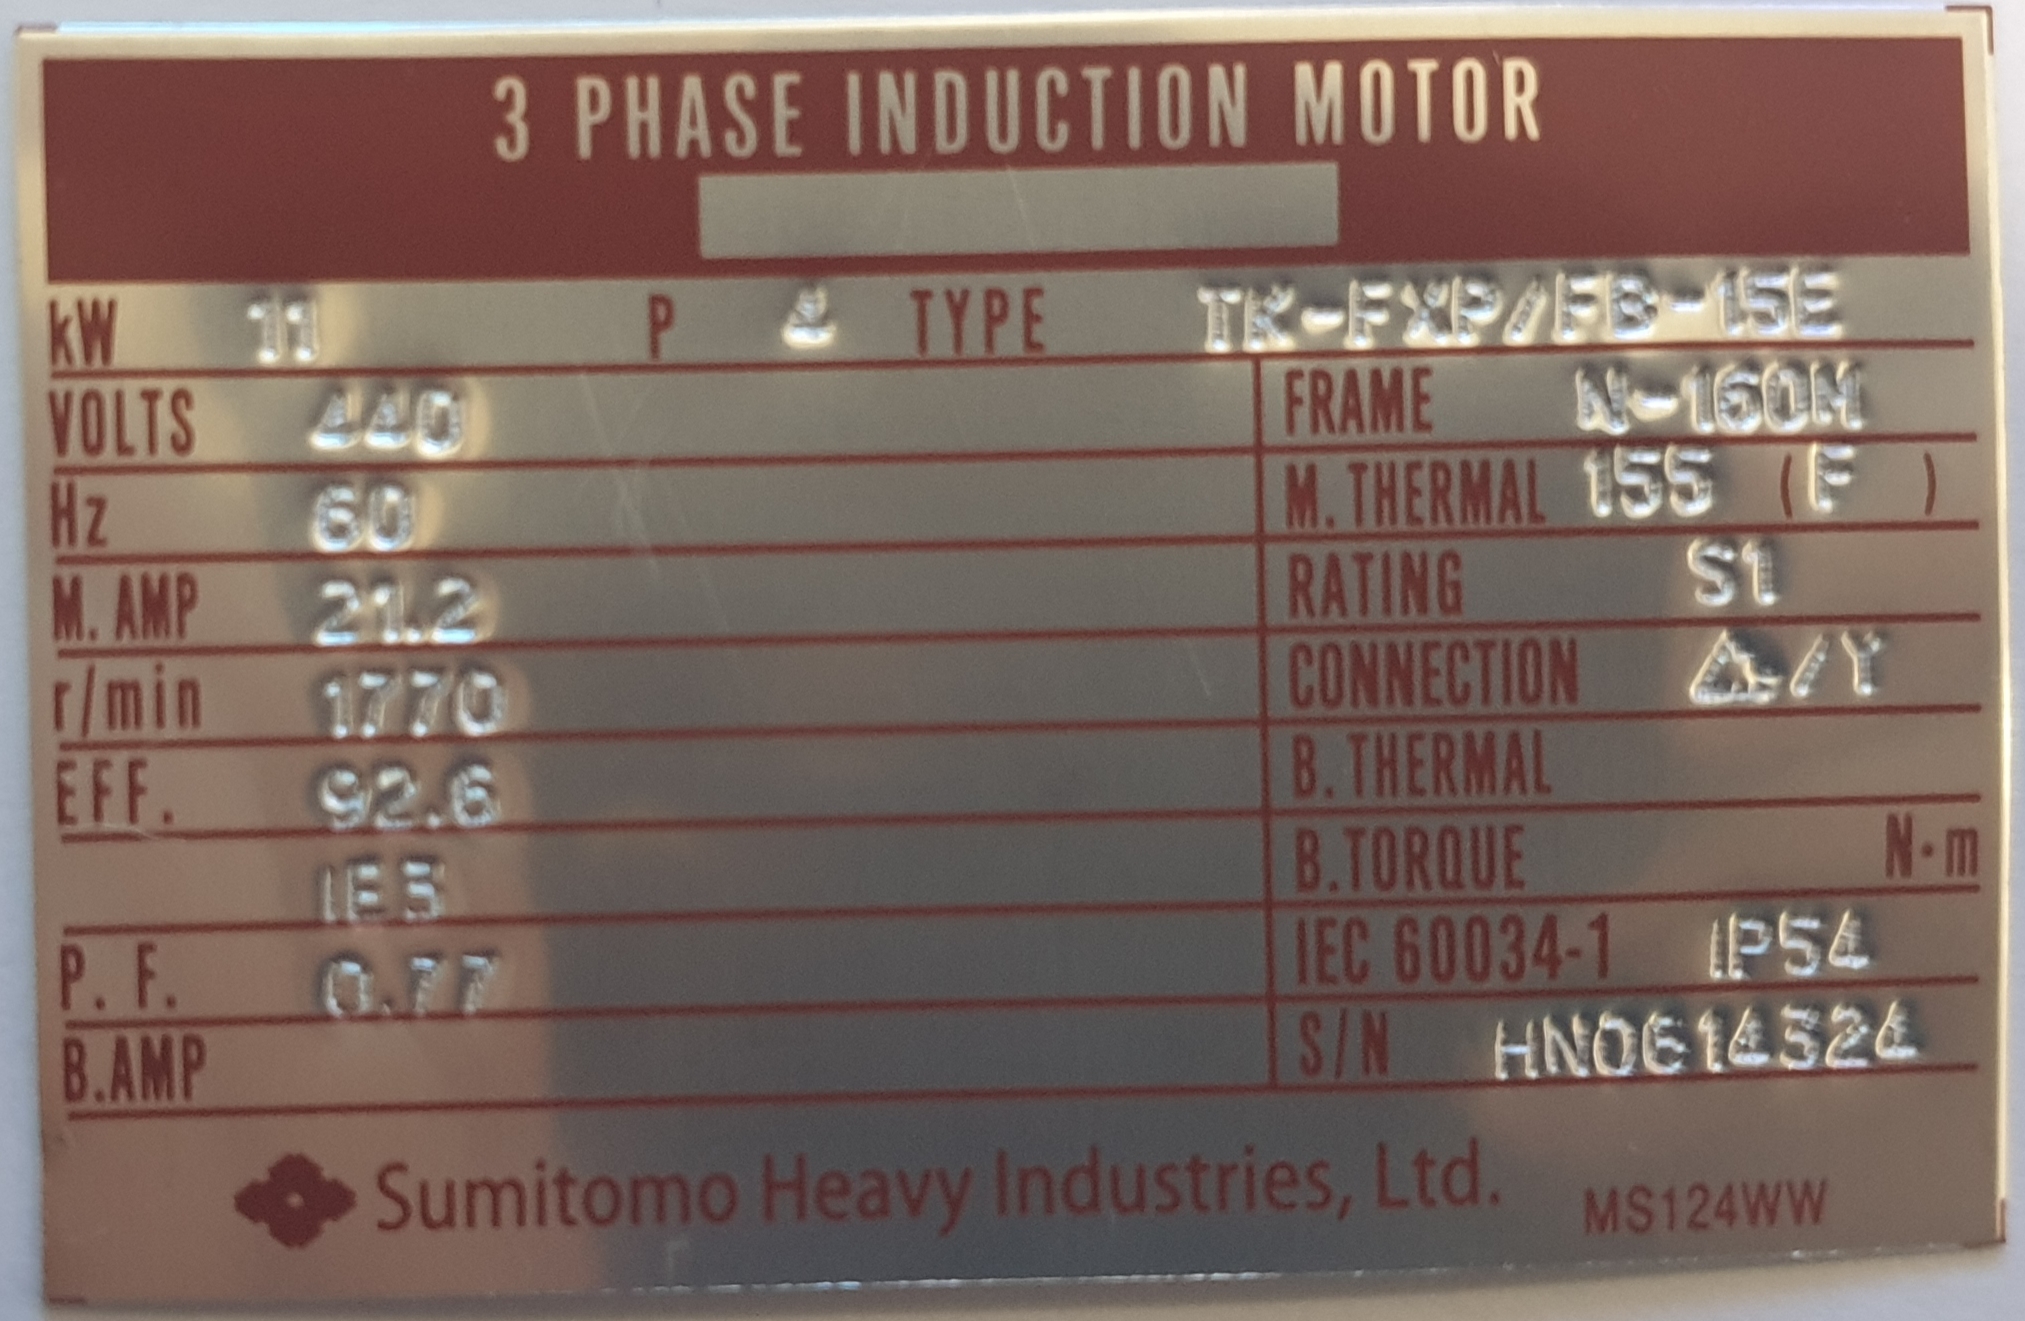 3 PHASE INDUCTION MOTOR
kW 11 P 4 TYPE TK-FXP/FB-15E
VOLTS 440
FRAME N-160M
Hz 60
M. THERMAL 155 (F)
M. AMP 21.2
RATING S1
r/min 1770
CONNECTION △/Y
EFF. 92.6
B. THERMAL
IE3
B.TORQUE N·m
P. F. 0.77
IEC 60034-1 IP54
B.AMP
S/N HN0614324
Sumitomo Heavy Industries, Ltd. MS124WW